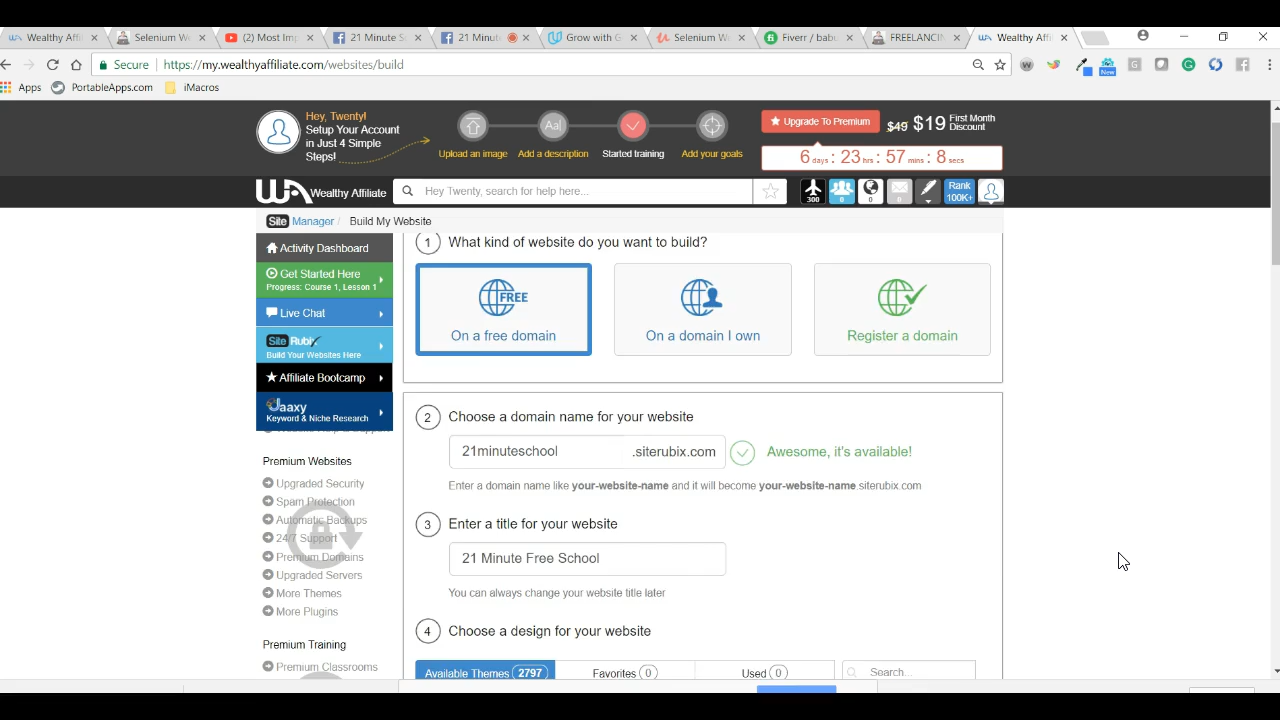 Wealthy Affi
Selenium W
(2) Most Imp
21 Minute S
21 Minut
Grow with G
Selenium W
Fiverr / babu
FREELANCIN
Wealthy Affi
Secure
https://my.wealthyaffiliate.com/websites/build
New
Apps
PortableApps.com
iMacros
Hey, Twenty!
Setup Your Account
in Just 4 Simple
Steps!
Aa
Upload an image
Add a description
Started training
Add your goals
Upgrade To Premium
$49 $19 First Month
Discount
6 days : 23 hrs : 57 mins : 8 secs
WA Wealthy Affiliate
Hey Twenty, search for help here...
300
0
0
0
Rank
100K+
Site Manager / Build My Website
Activity Dashboard
Get Started Here
Progress: Course 1, Lesson 1
Live Chat
Site Rubix
Build Your Websites Here
Affiliate Bootcamp
Jaaxy
Keyword & Niche Research
Premium Websites
Upgraded Security
Spam Protection
Automatic Backups
24/7 Support
Premium Domains
Upgraded Servers
More Themes
More Plugins
Premium Training
Premium Classrooms
1 What kind of website do you want to build?
FREE
On a free domain
On a domain I own
Register a domain
2 Choose a domain name for your website
21minuteschool .siterubix.com
Awesome, it's available!
Enter a domain name like your-website-name and it will become your-website-name.siterubix.com
3 Enter a title for your website
21 Minute Free School
You can always change your website title later
4 Choose a design for your website
Available Themes 2797
Favorites 0
Used 0
Search...